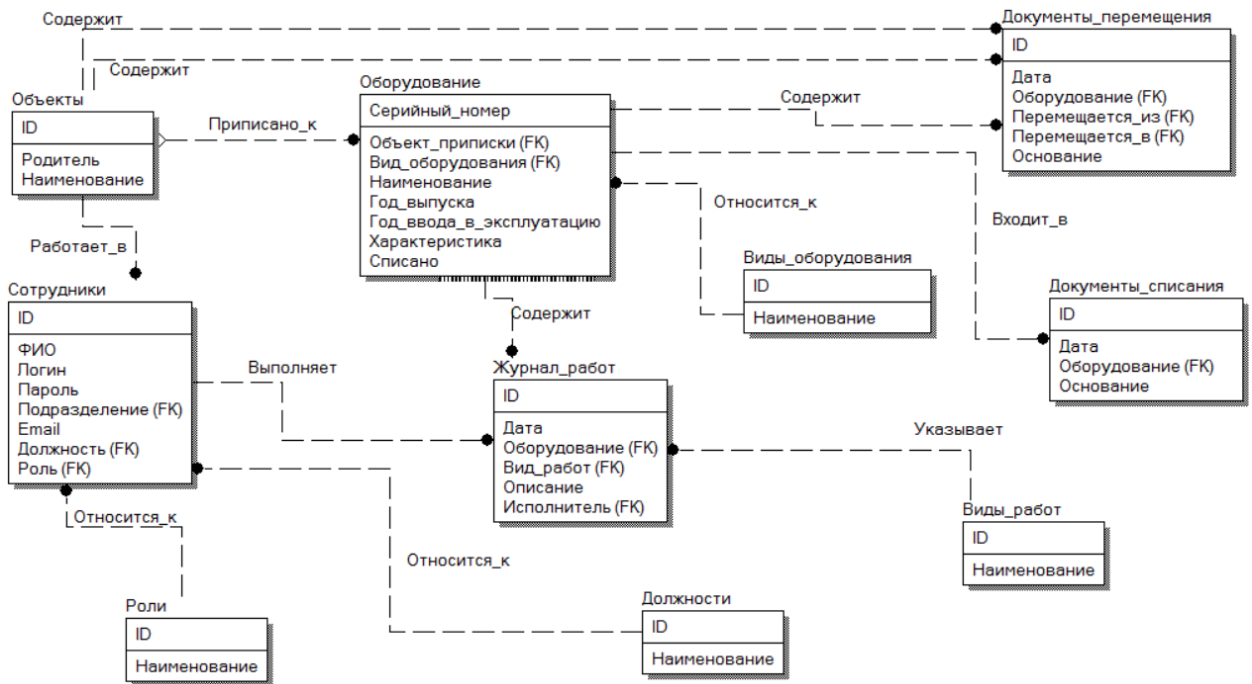 Содержит
Содержит
Документы_перемещения
ID
Дата
Оборудование (FK)
Перемещается_из (FK)
Перемещается_в (FK)
Основание
Объекты
ID
Родитель
Наименование
Приписано_к
Оборудование
Серийный_номер
Объект_приписки (FK)
Вид_оборудования (FK)
Наименование
Год_выпуска
Год_ввода_в_эксплуатацию
Характеристика
Списано
Содержит
Относится_к
Входит_в
Работает_в
Виды_оборудования
ID
Наименование
Документы_списания
ID
Дата
Оборудование (FK)
Основание
Сотрудники
ID
ФИО
Логин
Пароль
Подразделение (FK)
Email
Должность (FK)
Роль (FK)
Содержит
Выполняет
Журнал_работ
ID
Дата
Оборудование (FK)
Вид_работ (FK)
Описание
Исполнитель (FK)
Указывает
Виды_работ
ID
Наименование
Относится_к
Относится_к
Роли
ID
Наименование
Должности
ID
Наименование